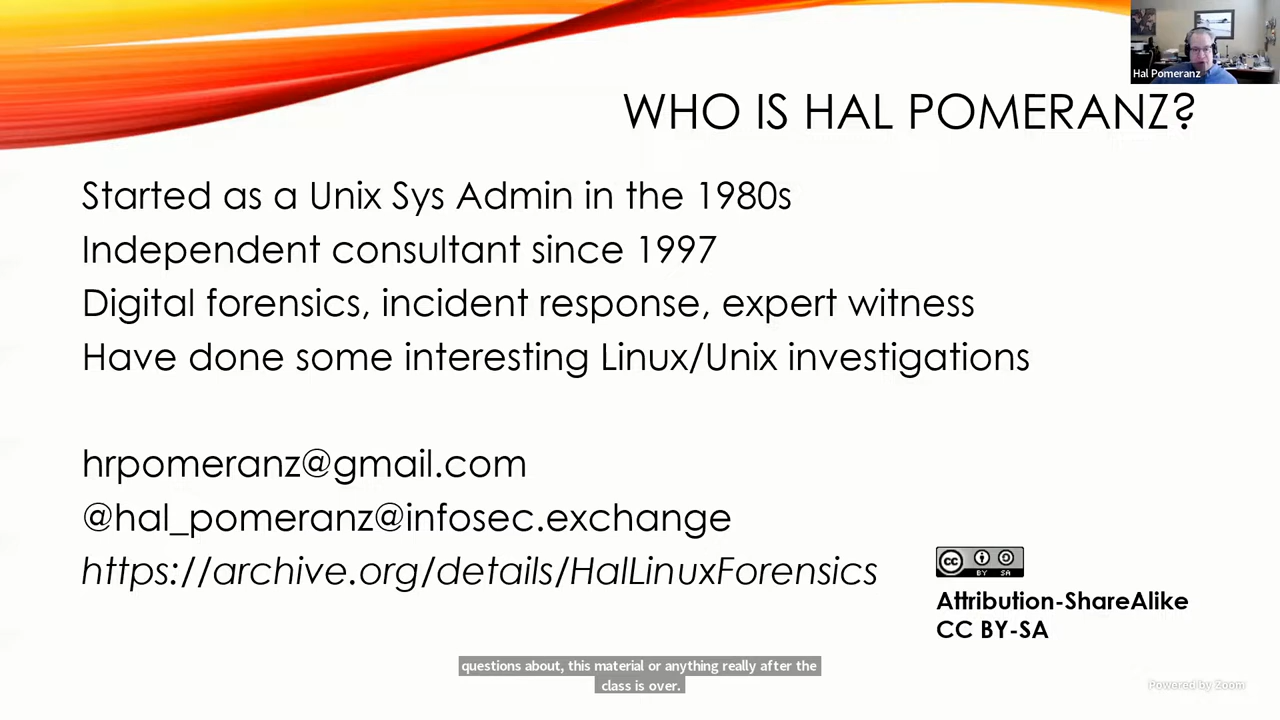 Hal Pomeranz
WHO IS HAL POMERANZ?
Started as a Unix Sys Admin in the 1980s
Independent consultant since 1997
Digital forensics, incident response, expert witness
Have done some interesting Linux/Unix investigations
hrpomeranz@gmail.com
@hal_pomeranz@infosec.exchange
https://archive.org/details/HalLinuxForensics
cc BY SA
Attribution-ShareAlike
CC BY-SA
questions about, this material or anything really after the
class is over.
Powered by Zoom